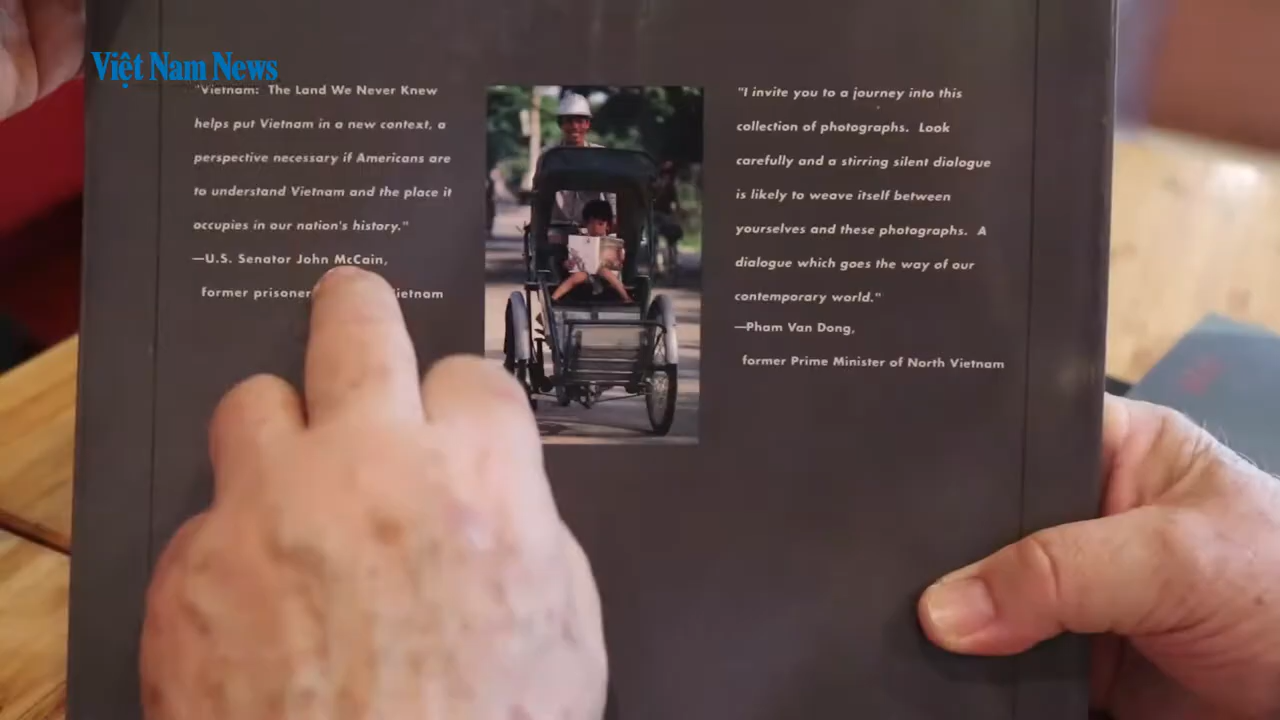 Việt Nam News
"Vietnam: The Land We Never Knew
helps put Vietnam in a new context, a
perspective necessary if Americans are
to understand Vietnam and the place it
occupies in our nation's history."
—U.S. Senator John McCain,
former prisoner ietnam
"I invite you to a journey into this
collection of photographs. Look
carefully and a stirring silent dialogue
is likely to weave itself between
yourselves and these photographs. A
dialogue which goes the way of our
contemporary world."
—Pham Van Dong,
former Prime Minister of North Vietnam